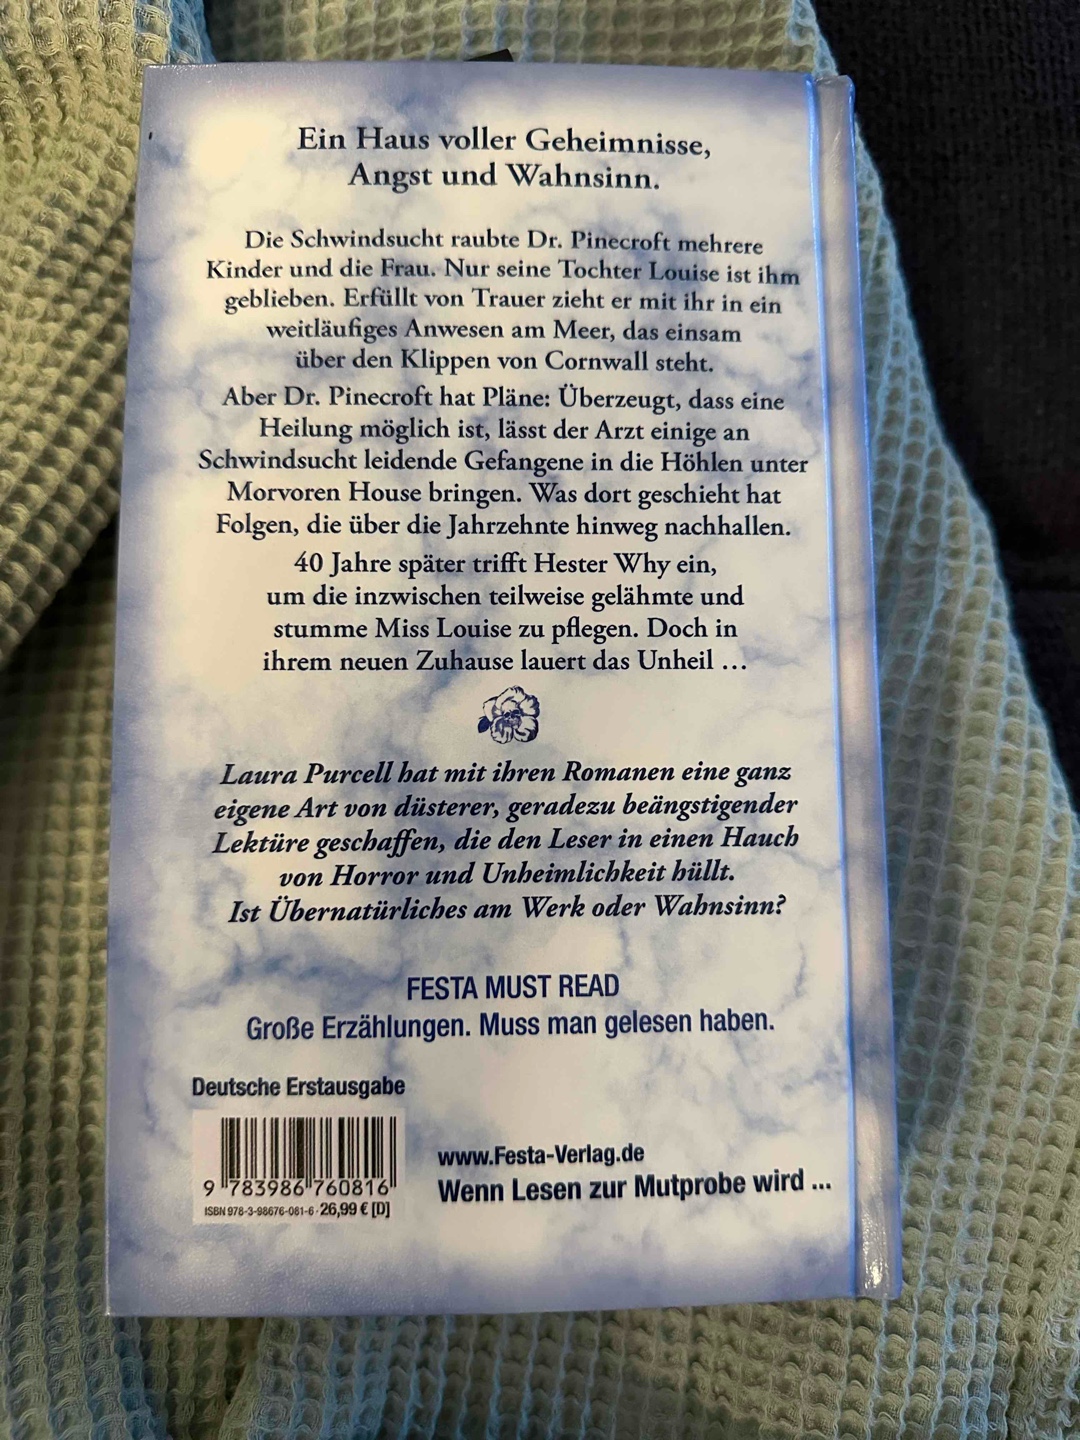 Ein Haus voller Geheimnisse,
Angst und Wahnsinn.
Die Schwindsucht raubte Dr. Pinecroft mehrere
Kinder und die Frau. Nur seine Tochter Louise ist ihm
geblieben. Erfüllt von Trauer zieht er mit ihr in ein
weitläufiges Anwesen am Meer, das einsam
über den Klippen von Cornwall steht.
Aber Dr. Pinecroft hat Pläne: Überzeugt, dass eine
Heilung möglich ist, lässt der Arzt einige an
Schwindsucht leidende Gefangene in die Höhlen unter
Morvoren House bringen. Was dort geschieht hat
Folgen, die über die Jahrzehnte hinweg nachhallen.
40 Jahre später trifft Hester Why ein,
um die inzwischen teilweise gelähmte und
stumme Miss Louise zu pflegen. Doch in
ihrem neuen Zuhause lauert das Unheil ...
Laura Purcell hat mit ihren Romanen eine ganz
eigene Art von düsterer, geradezu beängstigender
Lektüre geschaffen, die den Leser in einen Hauch
von Horror und Unheimlichkeit hüllt.
Ist Übernatürliches am Werk oder Wahnsinn?
FESTA MUST READ
Große Erzählungen. Muss man gelesen haben.
Deutsche Erstausgabe
9 783986 760816
ISBN 978-3-98676-081-6 · 26,99 € [D]
www.Festa-Verlag.de
Wenn Lesen zur Mutprobe wird ...